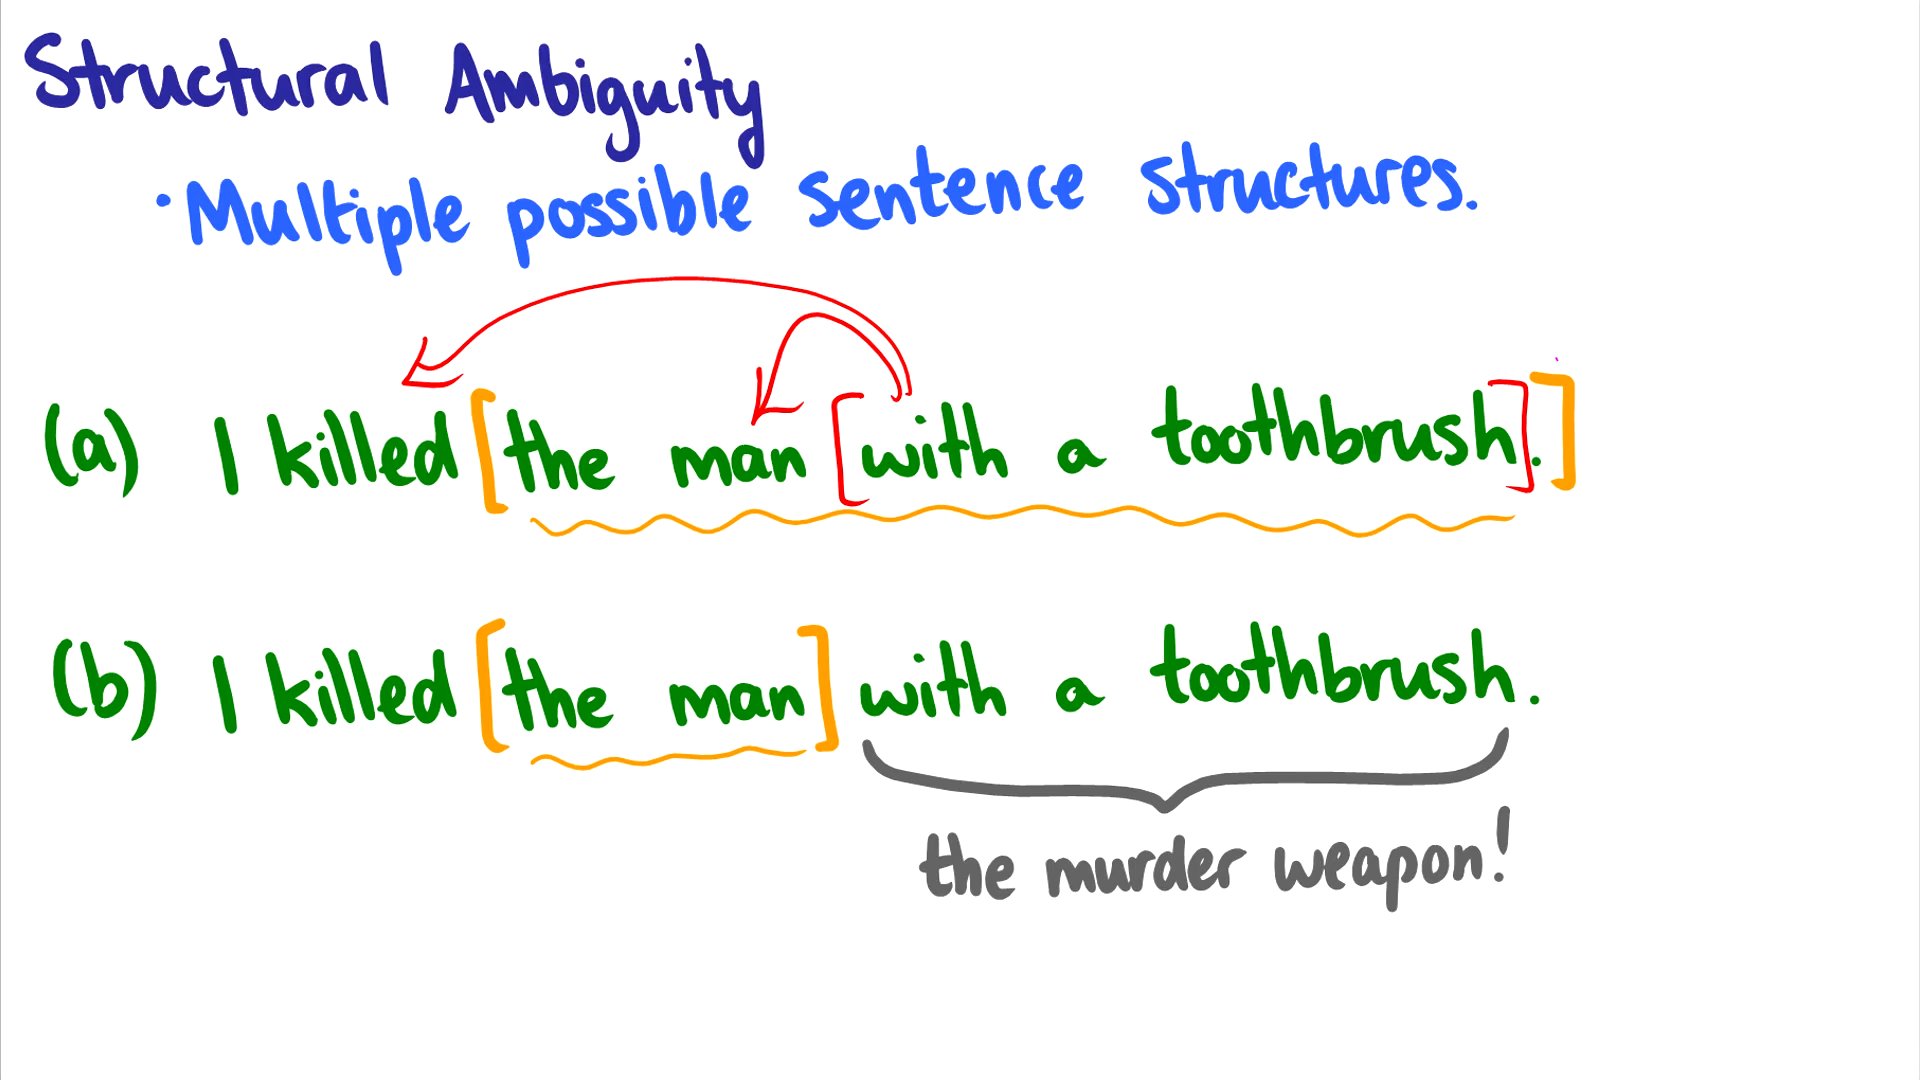 Structural Ambiguity
• Multiple possible sentence structures.
(a) I killed [the man [with a toothbrush].]
(b) I killed [the man] with a toothbrush.
the murder weapon!